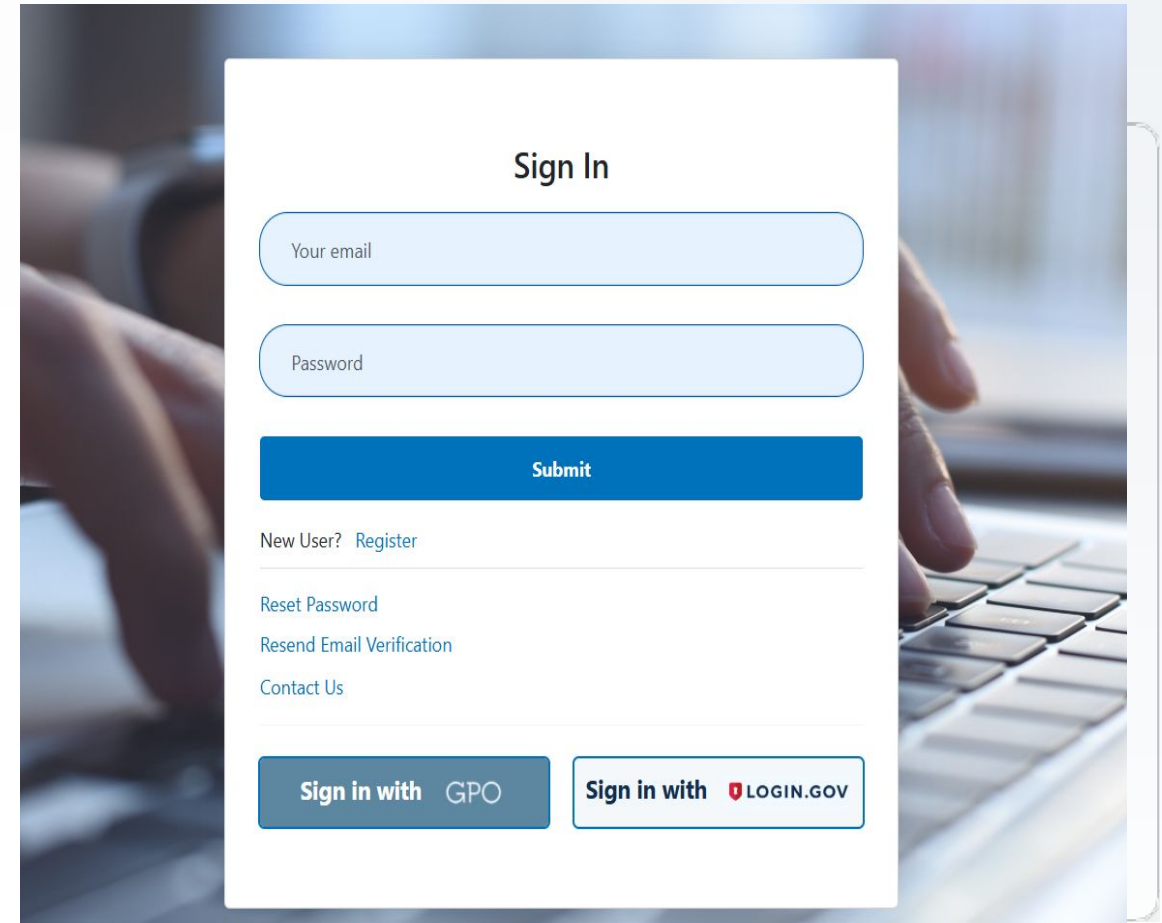 Sign In
Your email
Password
Submit
New User? Register
Reset Password
Resend Email Verification
Contact Us
Sign in with GPO
Sign in with LOGIN.GOV